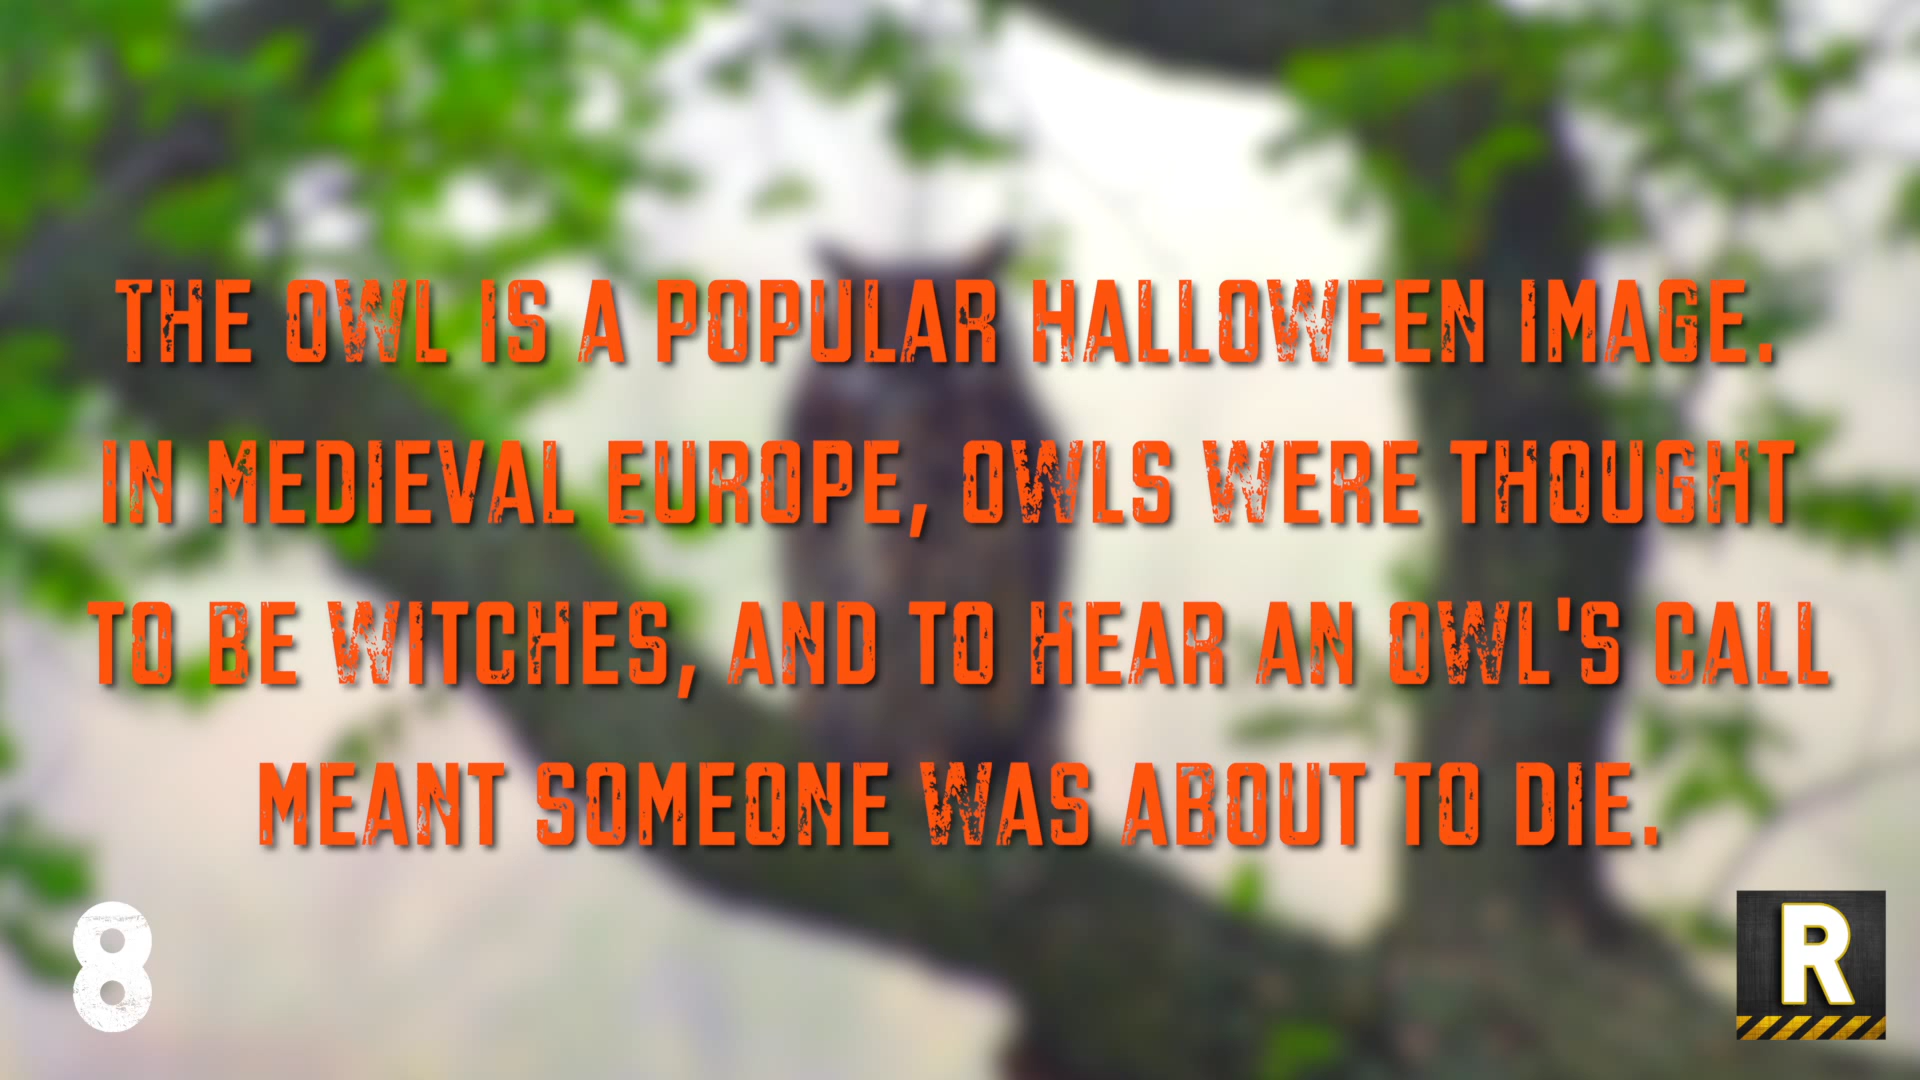 THE OWL IS A POPULAR HALLOWEEN IMAGE.
IN MEDIEVAL EUROPE, OWLS WERE THOUGHT
TO BE WITCHES, AND TO HEAR AN OWL'S CALL
MEANT SOMEONE WAS ABOUT TO DIE.
8
R